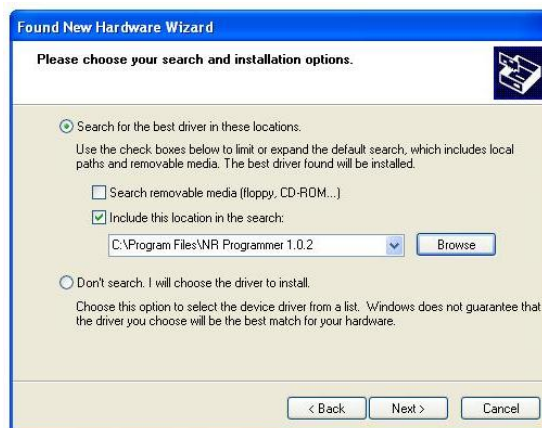 Found New Hardware Wizard
Please choose your search and installation options.
Search for the best driver in these locations.
Use the check boxes below to limit or expand the default search, which includes local
paths and removable media. The best driver found will be installed.
Search removable media (floppy, CD-ROM...)
Include this location in the search:
C:\Program Files\NR Programmer 1.0.2
Browse
Don't search. I will choose the driver to install.
Choose this option to select the device driver from a list. Windows does not guarantee that
the driver you choose will be the best match for your hardware.
< Back Next > Cancel